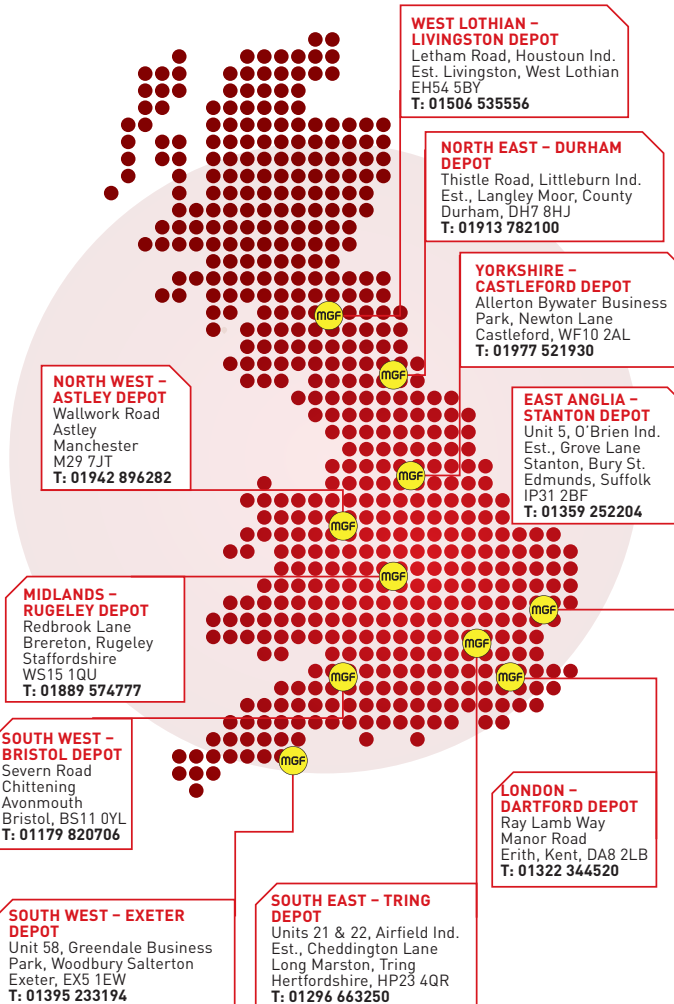 WEST LOTHIAN –
LIVINGSTON DEPOT
Letham Road, Houstoun Ind.
Est. Livingston, West Lothian
EH54 5BY
T: 01506 535556
NORTH EAST – DURHAM
DEPOT
Thistle Road, Littleburn Ind.
Est., Langley Moor, County
Durham, DH7 8HJ
T: 01913 782100
YORKSHIRE –
CASTLEFORD DEPOT
Allerton Bywater Business
Park, Newton Lane
Castleford, WF10 2AL
T: 01977 521930
MGF
MGF
NORTH WEST –
ASTLEY DEPOT
Wallwork Road
Astley
Manchester
M29 7JT
T: 01942 896282
EAST ANGLIA –
STANTON DEPOT
Unit 5, O'Brien Ind.
Est., Grove Lane
Stanton, Bury St.
Edmunds, Suffolk
IP31 2BF
T: 01359 252204
MGF
MGF
MGF
MGF
MIDLANDS –
RUGELEY DEPOT
Redbrook Lane
Brereton, Rugeley
Staffordshire
WS15 1QU
T: 01889 574777
MGF
MGF
MGF
SOUTH WEST –
BRISTOL DEPOT
Severn Road
Chittening
Avonmouth
Bristol, BS11 0YL
T: 01179 820706
MGF
LONDON –
DARTFORD DEPOT
Ray Lamb Way
Manor Road
Erith, Kent, DA8 2LB
T: 01322 344520
SOUTH WEST – EXETER
DEPOT
Unit 58, Greendale Business
Park, Woodbury Salterton
Exeter, EX5 1EW
T: 01395 233194
SOUTH EAST – TRING
DEPOT
Units 21 & 22, Airfield Ind.
Est., Cheddington Lane
Long Marston, Tring
Hertfordshire, HP23 4QR
T: 01296 663250